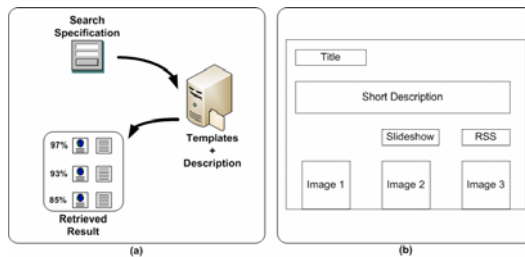 Search
Specification
Templates
+
Description
97%
93%
85%
Retrieved
Result
(a)
Title
Short Description
Slideshow
RSS
Image 1
Image 2
Image 3
(b)